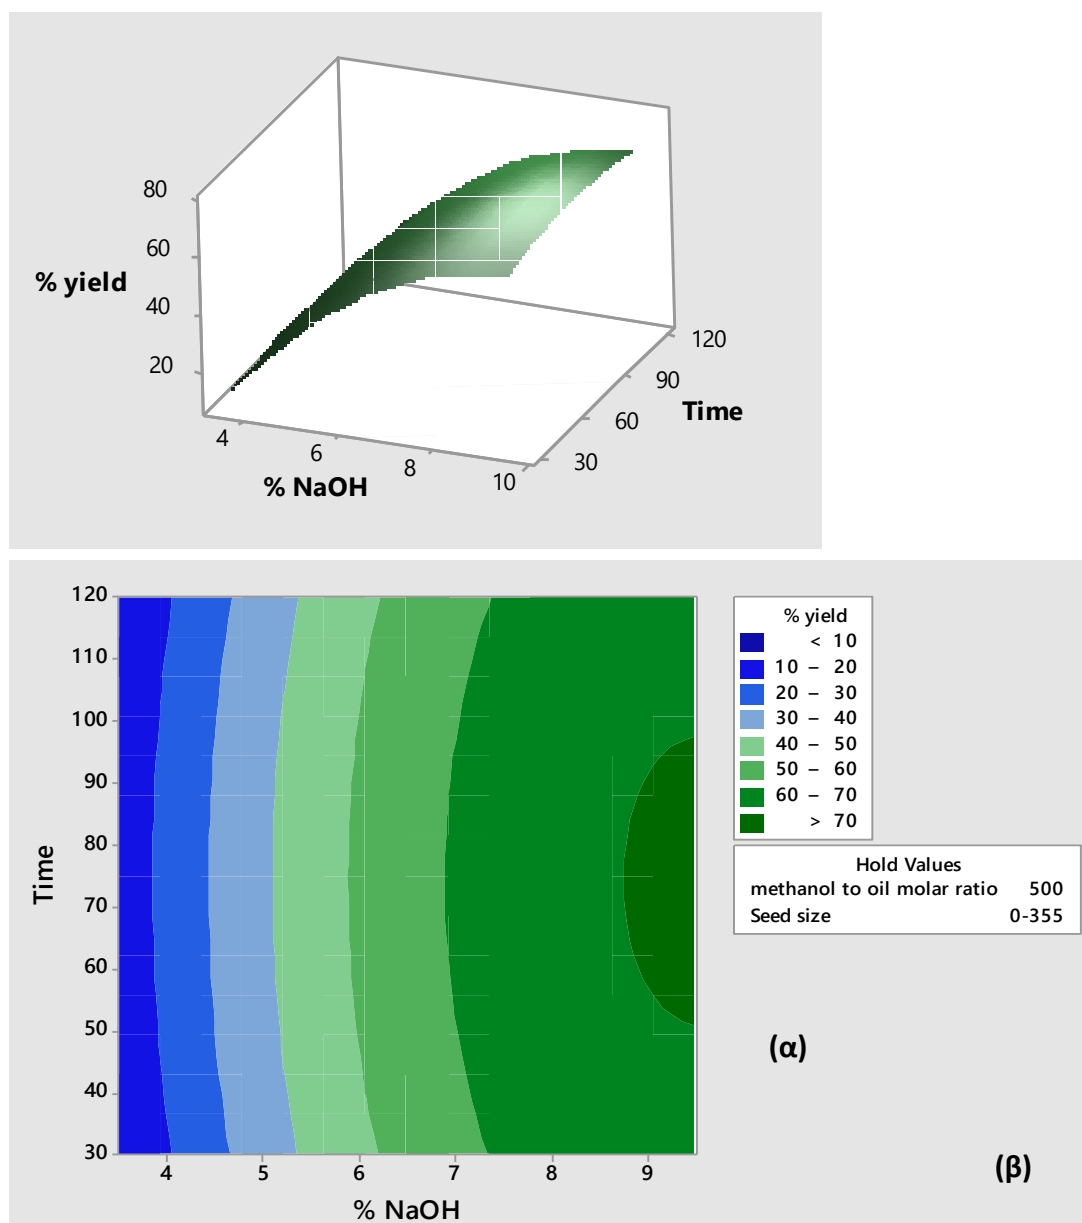 80
60
40
20
% yield
4
6
8
10
% NaOH
30
60
90
120
Time
120
110
100
90
80
70
60
50
40
30
Time
4
5
6
7
8
9
% NaOH
% yield
< 10
10 – 20
20 – 30
30 – 40
40 – 50
50 – 60
60 – 70
> 70
Hold Values
methanol to oil molar ratio 500
Seed size 0-355
(α)
(β)